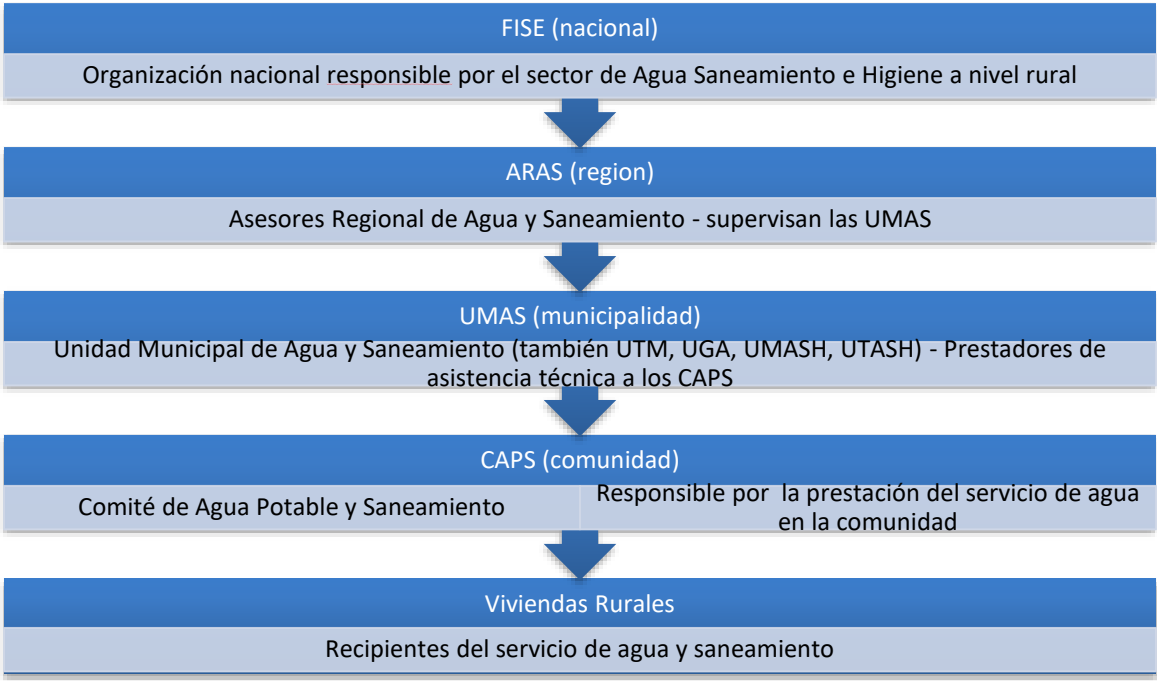 FISE (nacional)
Organización nacional responsible por el sector de Agua Saneamiento e Higiene a nivel rural
ARAS (region)
Asesores Regional de Agua y Saneamiento - supervisan las UMAS
UMAS (municipalidad)
Unidad Municipal de Agua y Saneamiento (también UTM, UGA, UMASH, UTASH) - Prestadores de
asistencia técnica a los CAPS
CAPS (comunidad)
Comité de Agua Potable y Saneamiento
Responsible por la prestación del servicio de agua
en la comunidad
Viviendas Rurales
Recipientes del servicio de agua y saneamiento